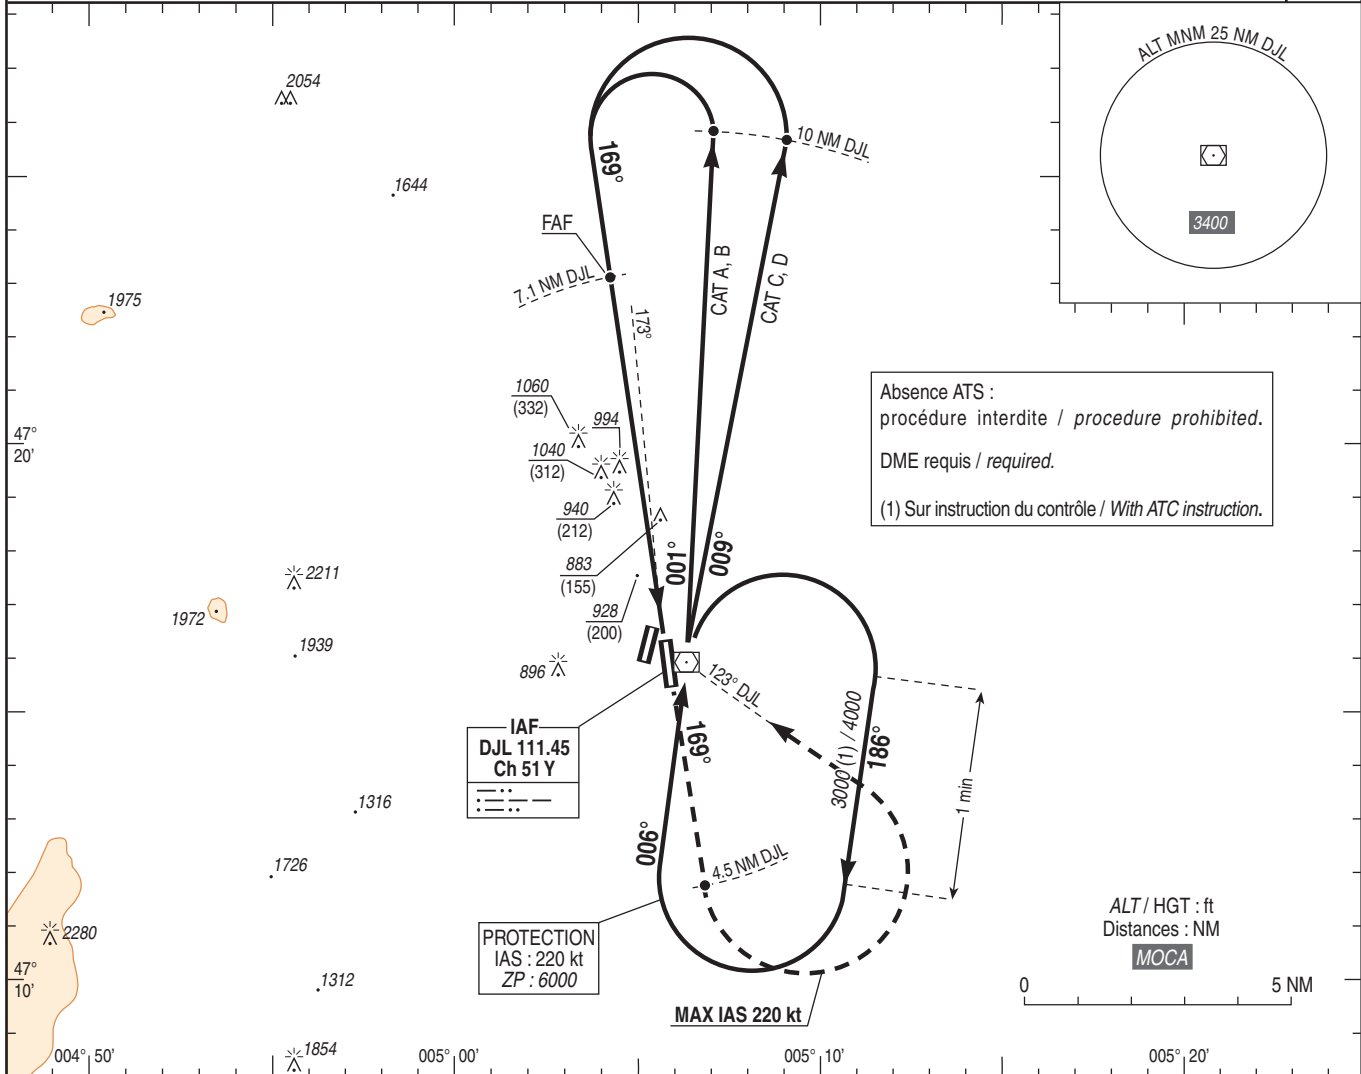 2054
1644
1975
FAF
7.1 NM DJL
169°
173°
10 NM DJL
CAT A, B
CAT C, D
ALT MNM 25 NM DJL
3400
Absence ATS :
procédure interdite / procedure prohibited.
DME requis / required.
(1) Sur instruction du contrôle / With ATC instruction.
47°
20'
1060
(332)
994
1040
(312)
940
(212)
883
(155)
928
(200)
001°
009°
2211
1972
1939
896
IAF
DJL 111.45
Ch 51 Y
123° DJL
169°
006°
3000 (1) / 4000
186°
1 min
4.5 NM DJL
1316
1726
2280
1312
1854
PROTECTION
IAS : 220 kt
ZP : 6000
MAX IAS 220 kt
ALT / HGT : ft
Distances : NM
MOCA
0
5 NM
47°
10'
004° 50'
005° 00'
005° 10'
005° 20'